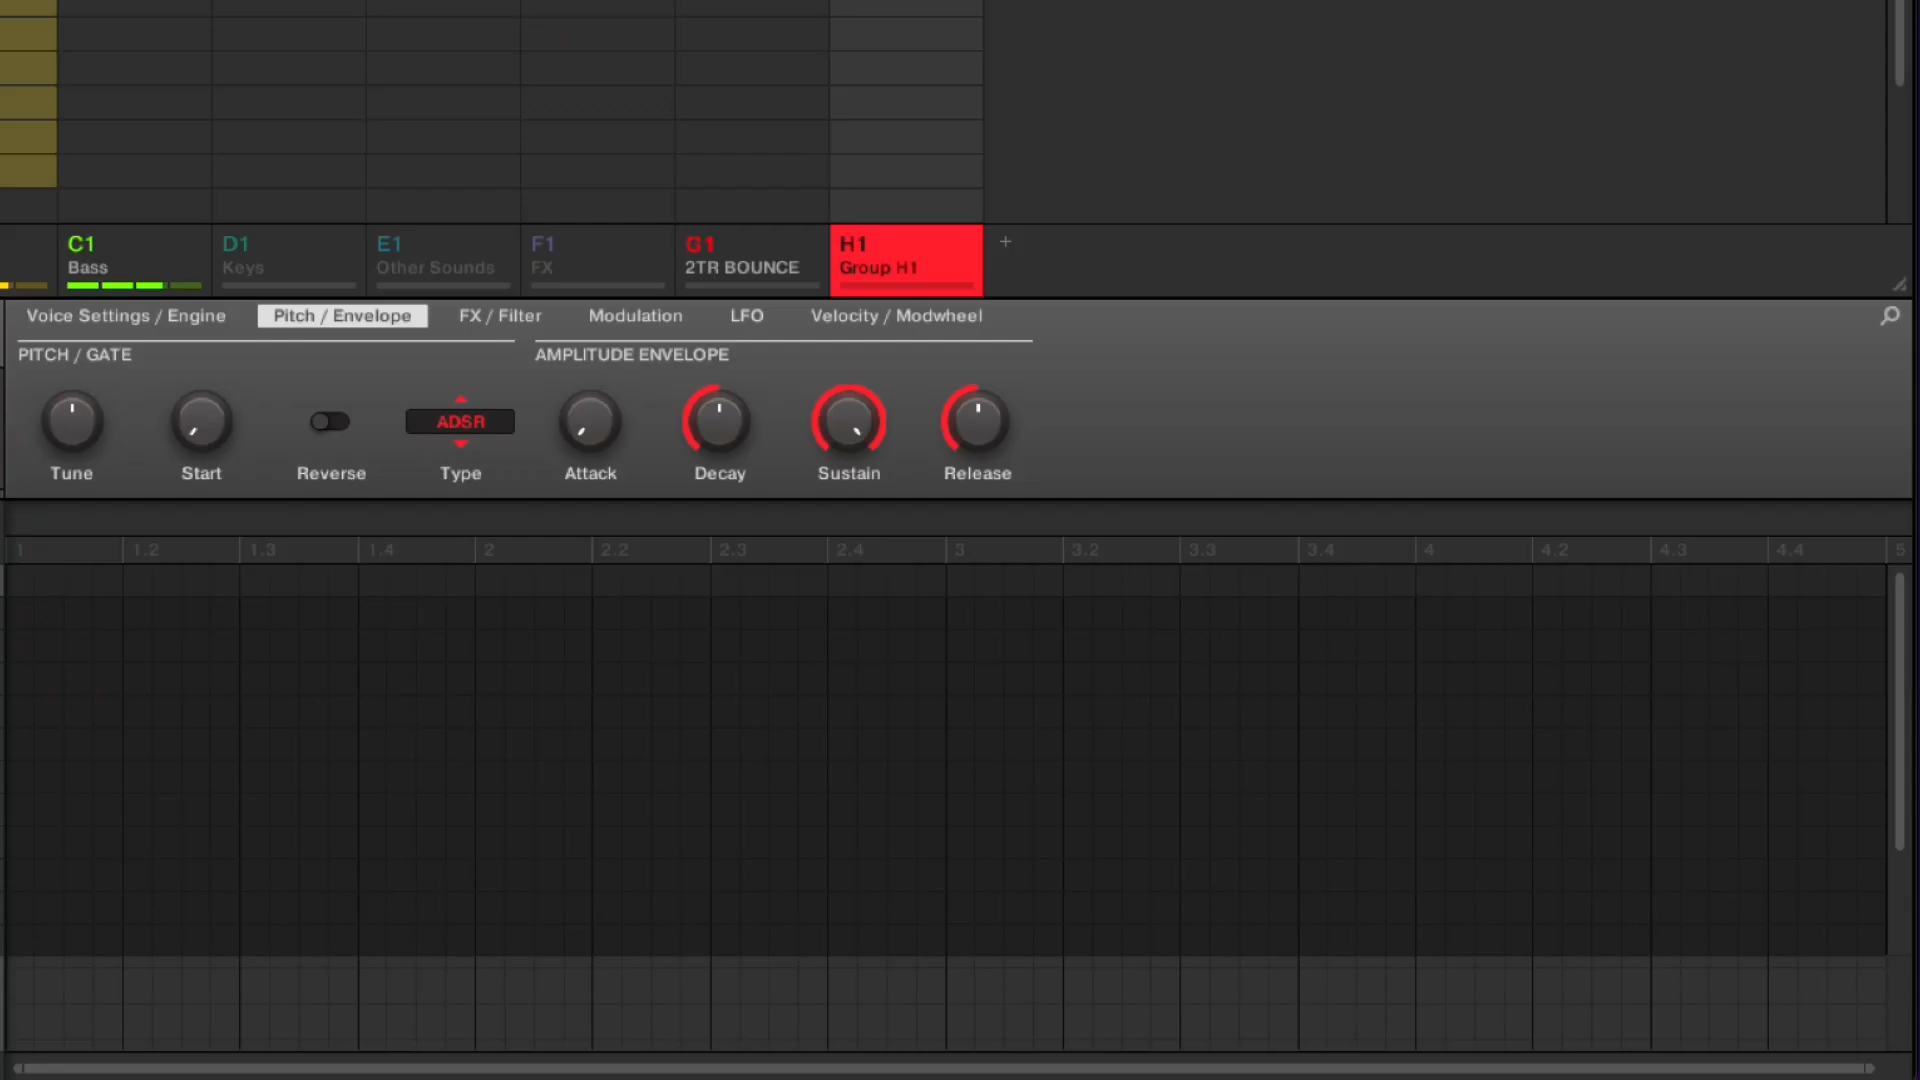 C1 D1 E1 F1 G1 H1 +
Bass Keys Other Sounds FX 2TR BOUNCE Group H1
Voice Settings / Engine Pitch / Envelope FX / Filter Modulation LFO Velocity / Modwheel
PITCH / GATE AMPLITUDE ENVELOPE
ADSR
Tune Start Reverse Type Attack Decay Sustain Release
1 1.2 1.3 1.4 2 2.2 2.3 2.4 3 3.2 3.3 3.4 4 4.2 4.3 4.4 5